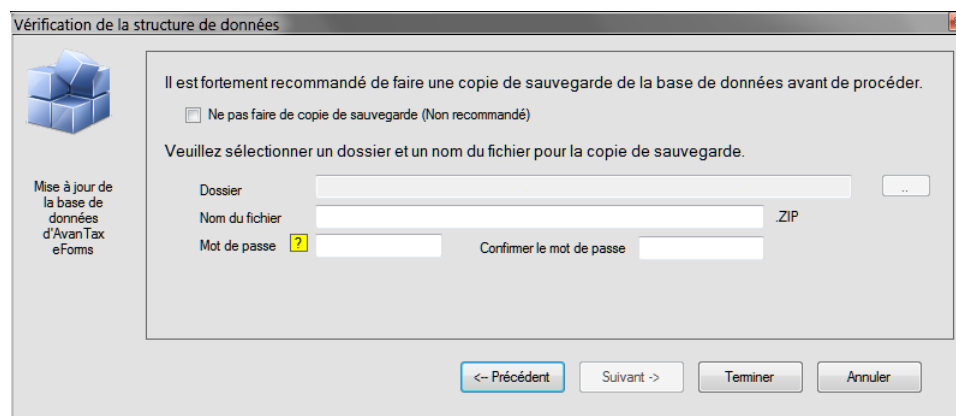 Vérification de la structure de données
Il est fortement recommandé de faire une copie de sauvegarde de la base de données avant de procéder.
Ne pas faire de copie de sauvegarde (Non recommandé)
Veuillez sélectionner un dossier et un nom du fichier pour la copie de sauvegarde.
Mise à jour de
la base de
données
d'AvanTax
eForms
Dossier
..
Nom du fichier
.ZIP
Mot de passe ?
Confirmer le mot de passe
<-- Précédent
Suivant ->
Terminer
Annuler